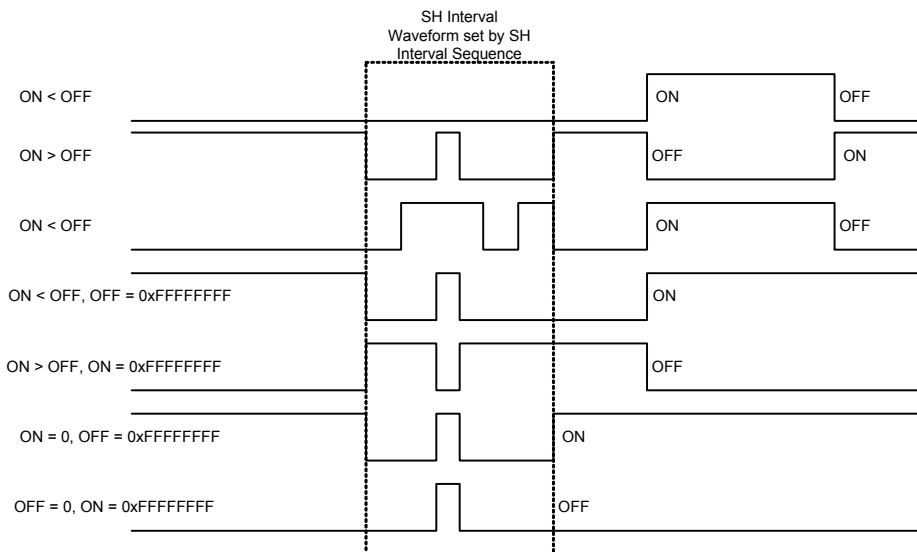 SH Interval
Waveform set by SH
Interval Sequence
ON < OFF
ON
OFF
ON > OFF
OFF
ON
ON < OFF
ON
OFF
ON < OFF, OFF = 0xFFFFFFFF
ON
ON > OFF, ON = 0xFFFFFFFF
OFF
ON = 0, OFF = 0xFFFFFFFF
ON
OFF = 0, ON = 0xFFFFFFFF
OFF